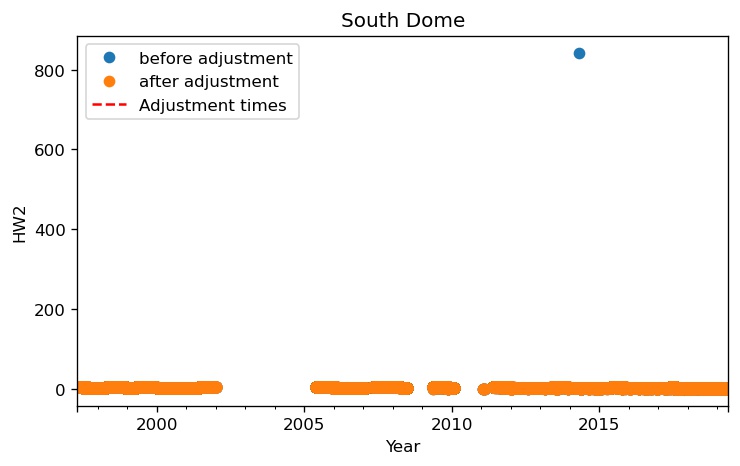 South Dome
before adjustment
after adjustment
Adjustment times
800
600
400
200
0
HW2
2000
2005
2010
2015
Year